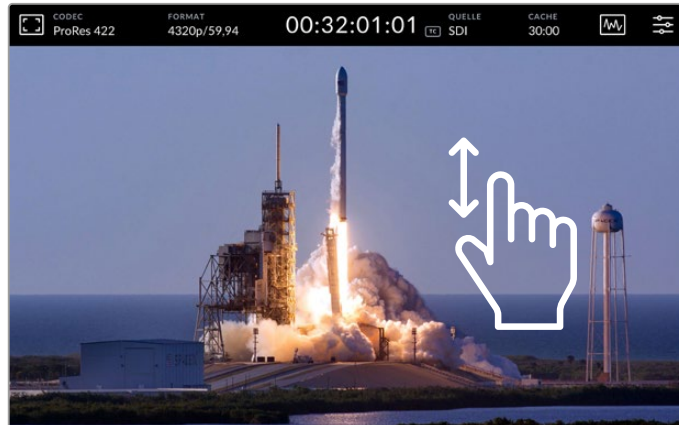 CODEC
ProRes 422
FORMAT
4320p/59,94
00:32:01:01
TC
QUELLE
SDI
CACHE
30:00